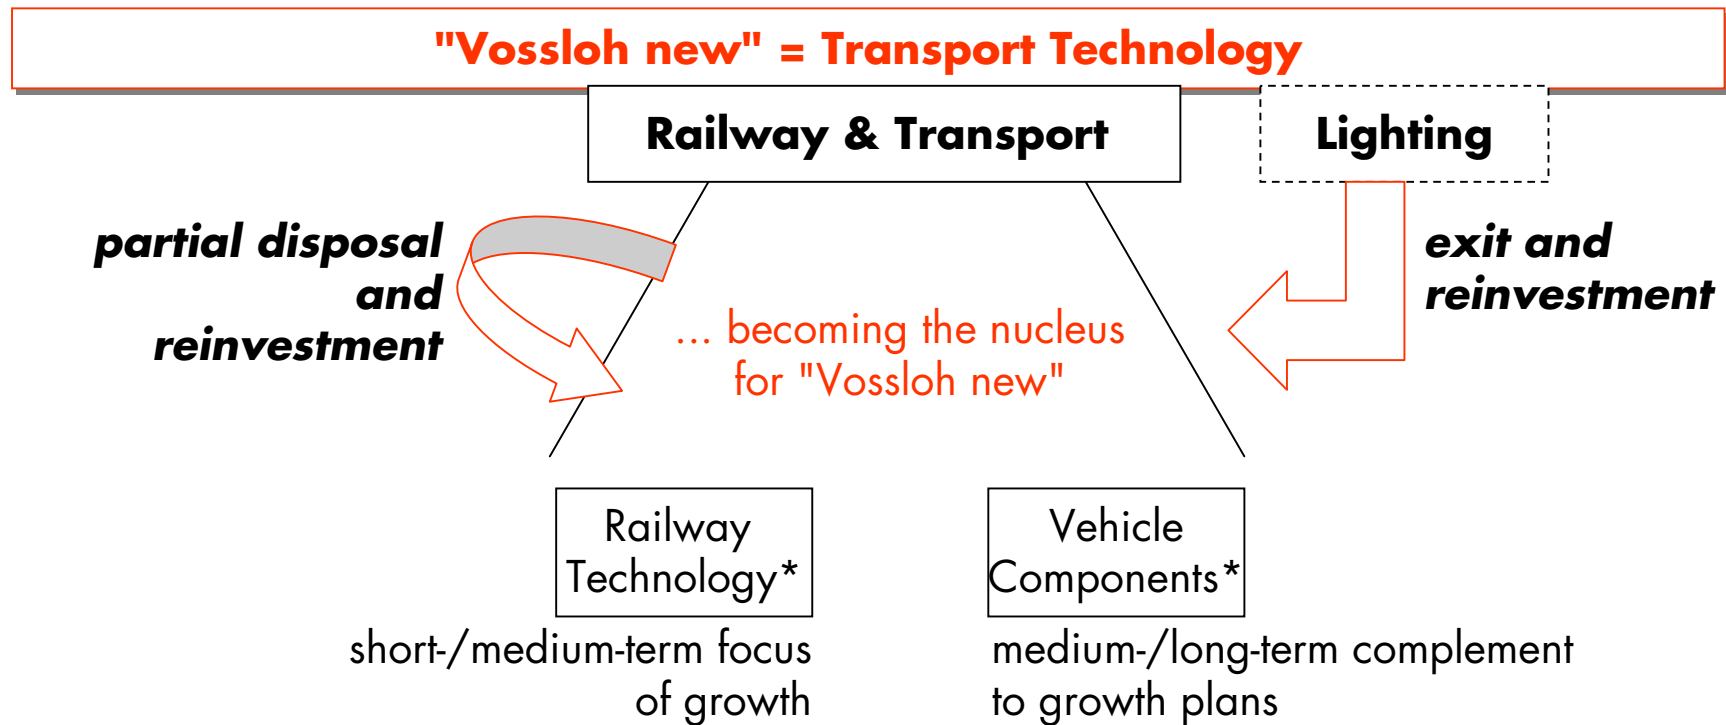 "Vossloh new" = Transport Technology
Railway & Transport
Lighting
partial disposal
and
reinvestment
exit and
reinvestment
... becoming the nucleus
for "Vossloh new"
Railway
Technology*
Vehicle
Components*
short-/medium-term focus
of growth
medium-/long-term complement
to growth plans